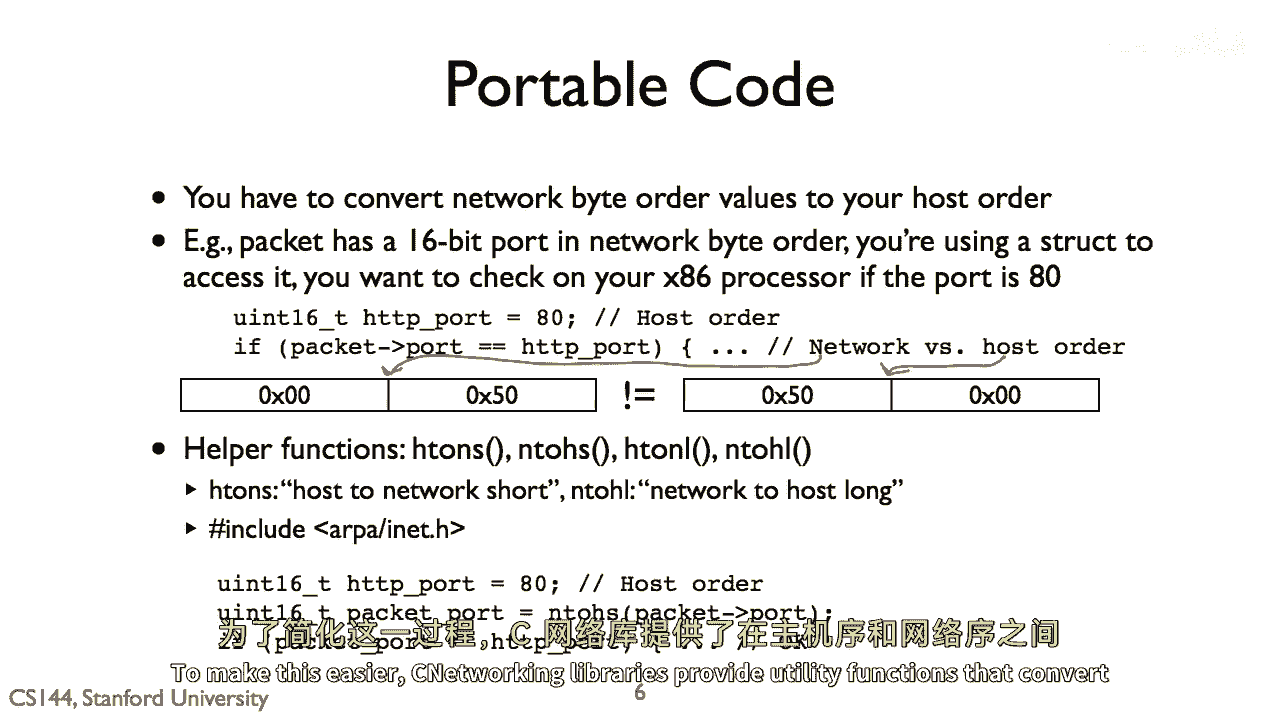 Portable Code
• You have to convert network byte order values to your host order
• E.g., packet has a 16-bit port in network byte order, you’re using a struct to
access it, you want to check on your x86 processor if the port is 80
uint16_t http_port = 80; // Host order
if (packet->port == http_port) { ... // Network vs. host order
0x00 0x50 != 0x50 0x00
• Helper functions: htons(), ntohs(), htonl(), ntohl()
▸ htons: “host to network short”, ntohl: “network to host long”
▸ #include <arpa/inet.h>
uint16_t http_port = 80; // Host order
uint16_t packet_port = ntohs(packet->port);
http_port) {
为了简化这一过程， C 网络库提供了在主机序和网络序之间
To make this easier, CNetworking libraries provide utility functions that convert
CS144, Stanford University
6